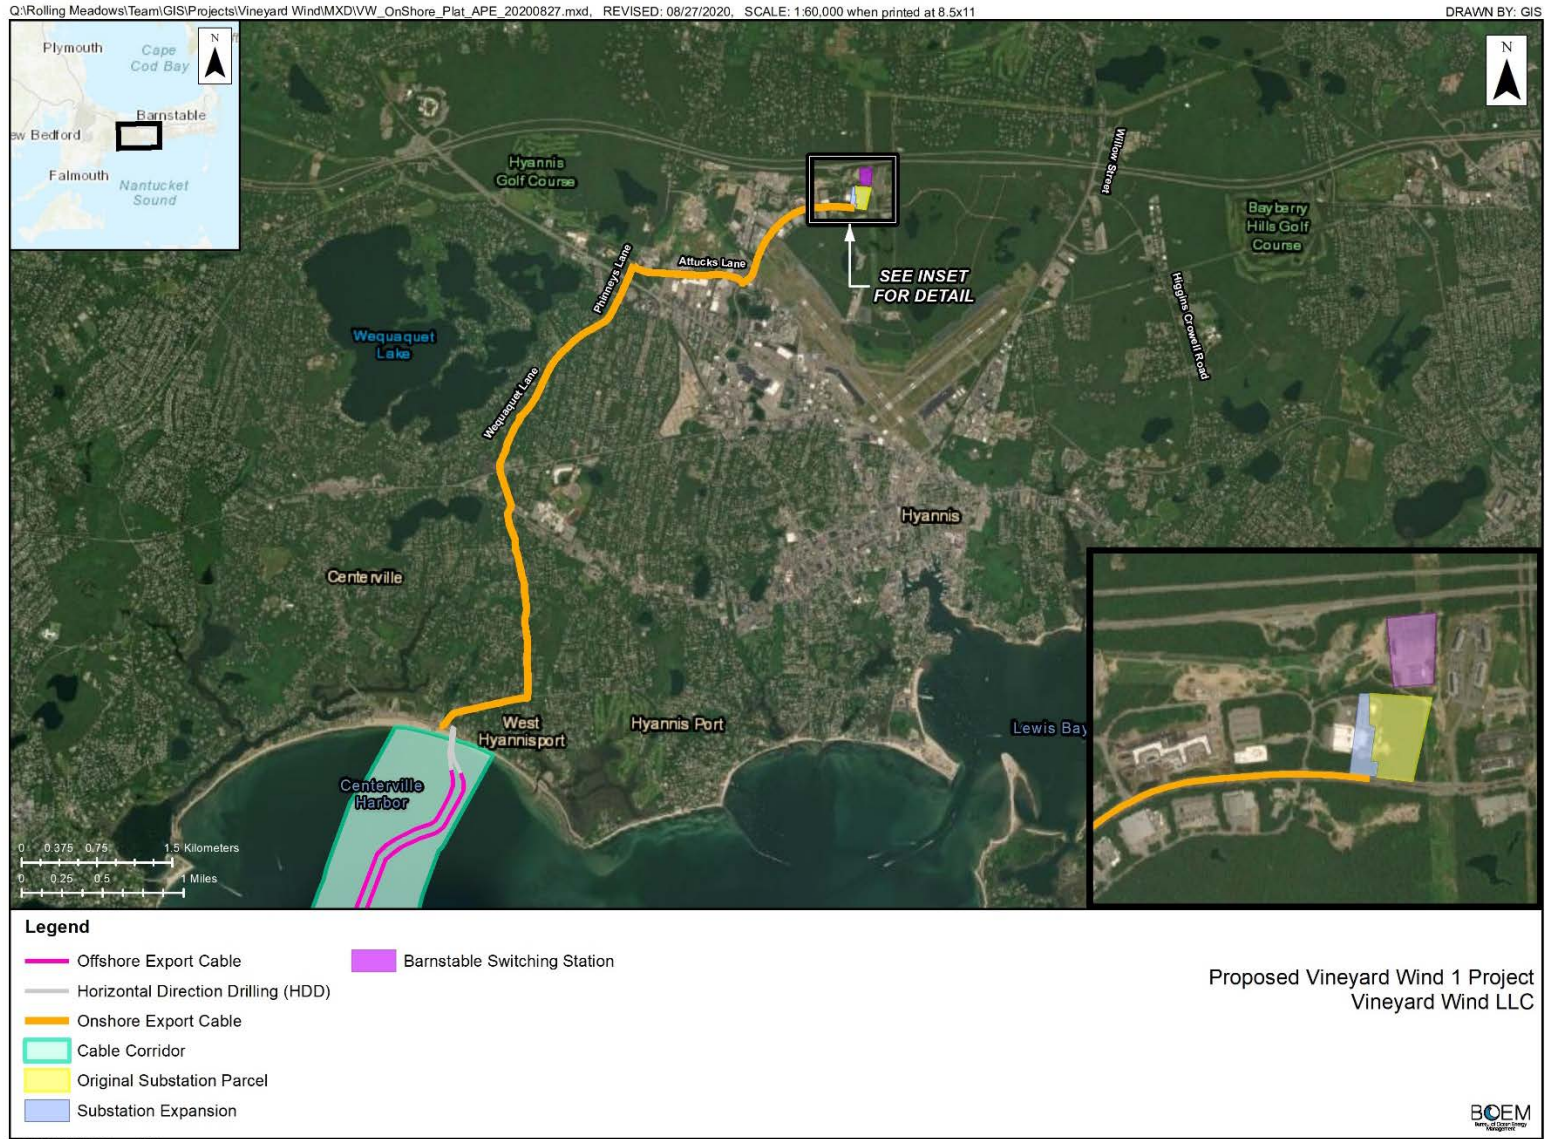 Q:\Rolling Meadows\Team\GIS\Projects\Vineyard Wind\MXD\VW_OnShore_Plat_APE_20200827.mxd,   REVISED: 08/27/2020,   SCALE: 1:60,000 when printed at 8.5x11
DRAWN BY: GIS
Plymouth
Cape
Cod Bay
N
Barnstable
ew Bedford
Falmouth
Nantucket
Sound
N
Hyannis
Golf Course
Willow Street
Bayberry
Hills Golf
Course
Phinneys Lane
Attucks Lane
SEE INSET
FOR DETAIL
Higgins Crowell Road
Wequaquet
Lake
Wequaquet Lane
Hyannis
Centerville
West
Hyannisport
Hyannis Port
Lewis Bay
Centerville
Harbor
0 0.375 0.75 1.5 Kilometers
0 0.25 0.5 1 Miles
Legend
Offshore Export Cable
Horizontal Direction Drilling (HDD)
Onshore Export Cable
Cable Corridor
Original Substation Parcel
Substation Expansion
Barnstable Switching Station
Proposed Vineyard Wind 1 Project
Vineyard Wind LLC
BOEM
Bureau of Ocean Energy
Management